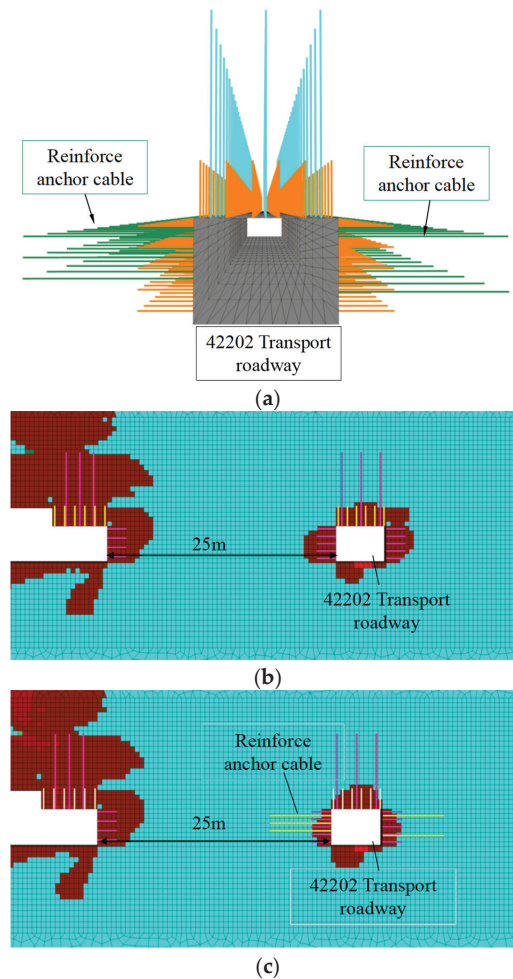 Reinforce
anchor cable
Reinforce
anchor cable
42202 Transport
roadway
(a)
25m
42202 Transport
roadway
(b)
Reinforce
anchor cable
25m
42202 Transport
roadway
(c)